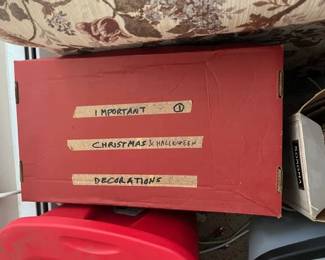 IMPORTANT ①
CHRISTMAS & HALLOWEEN
DECORATIONS